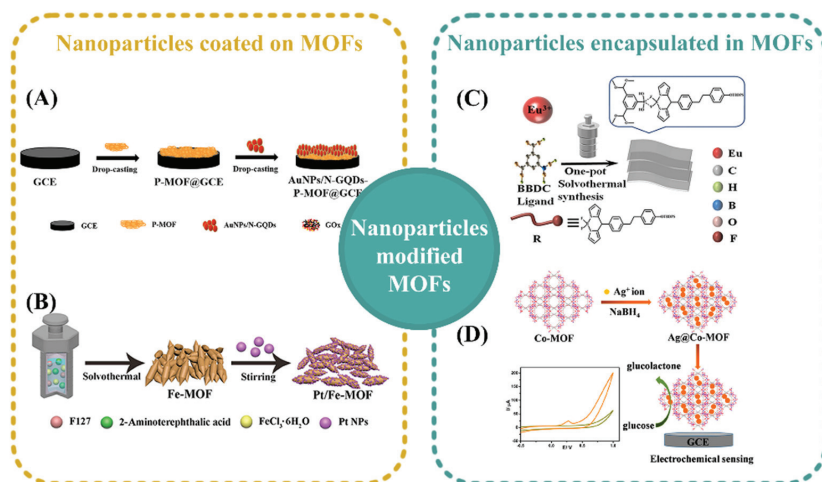 Nanoparticles coated on MOFs
Nanoparticles encapsulated in MOFs
Nanoparticles
modified
MOFs
(A)
GCE
Drop-casting
P-MOF@GCE
Drop-casting
AuNPs/N-GQDs-
P-MOF@GCE
GCE
P-MOF
AuNPs/N-GQDs
GOx
(B)
Solvothermal
Fe-MOF
Stirring
Pt/Fe-MOF
F127
2-Aminoterephthalic acid
FeCl3·6H2O
Pt NPs
(C)
Eu3+
BBDC
Ligand
One-pot
Solvothermal
synthesis
R
Eu
C
H
B
O
F
(D)
Co-MOF
Ag+ ion
NaBH4
Ag@Co-MOF
glucolactone
glucose
GCE
Electrochemical sensing
I/ μA
E/ V